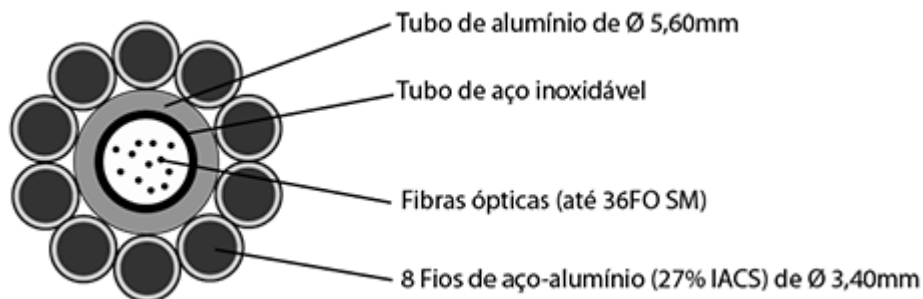 Tubo de alumínio de Ø 5,60mm
Tubo de aço inoxidável
Fibras ópticas (até 36FO SM)
8 Fios de aço-alumínio (27% IACS) de Ø 3,40mm